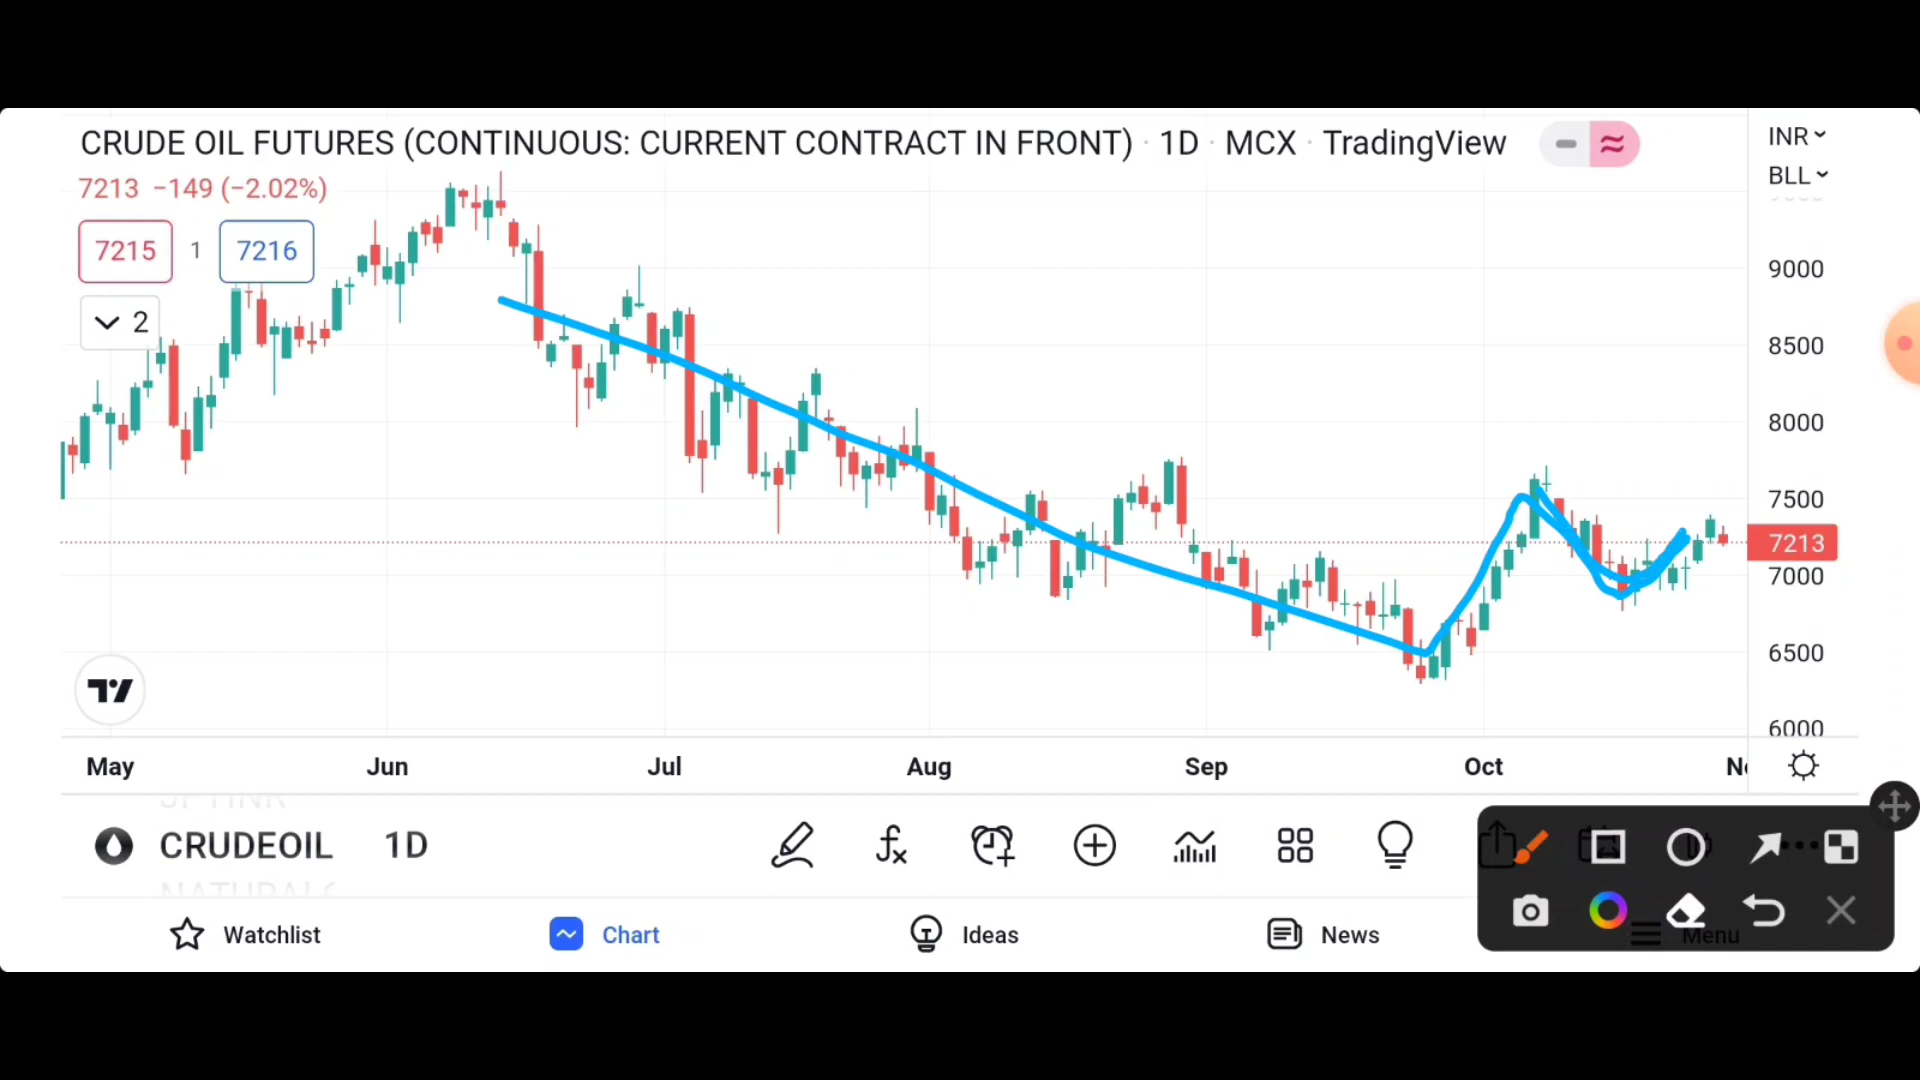 CRUDE OIL FUTURES (CONTINUOUS: CURRENT CONTRACT IN FRONT) · 1D · MCX · TradingView
INR
BLL
7213 −149 (−2.02%)
7215 1 7216
2
9000
8500
8000
7500
7213
7000
6500
6000
May Jun Jul Aug Sep Oct
CRUDEOIL 1D
Watchlist Chart Ideas News Menu